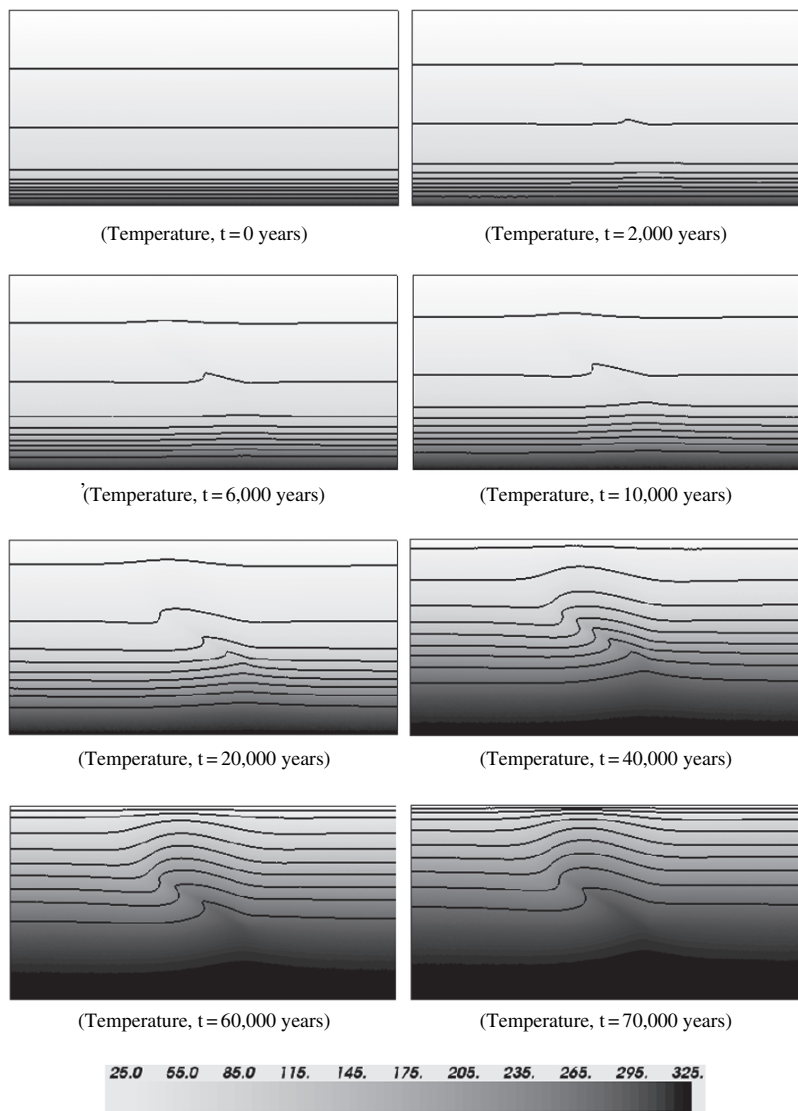 (Temperature, t = 0 years)
(Temperature, t = 2,000 years)
,(Temperature, t = 6,000 years)
(Temperature, t = 10,000 years)
(Temperature, t = 20,000 years)
(Temperature, t = 40,000 years)
(Temperature, t = 60,000 years)
(Temperature, t = 70,000 years)
25.0 55.0 85.0 115. 145. 175. 205. 235. 265. 295. 325.